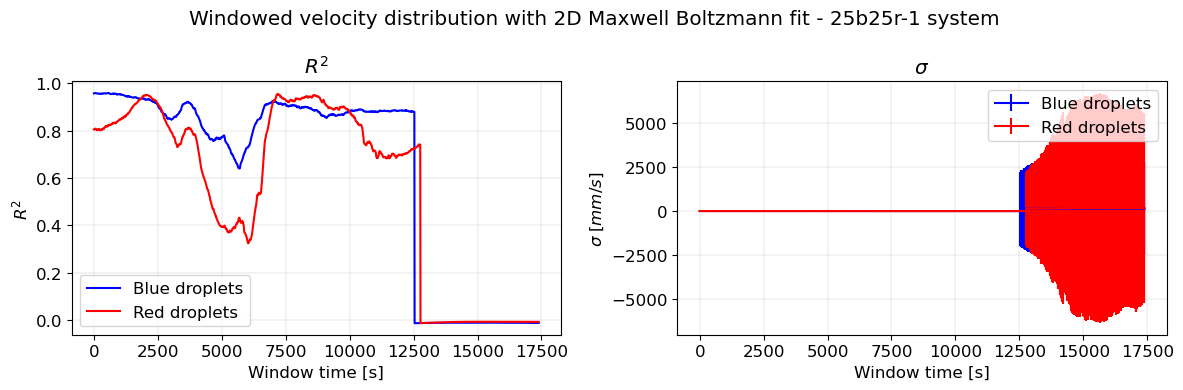 Windowed velocity distribution with 2D Maxwell Boltzmann fit - 25b25r-1 system
R²
1.0
0.8
0.6
0.4
0.2
0.0
R²
Blue droplets
Red droplets
0 2500 5000 7500 10000 12500 15000 17500
Window time [s]
σ
5000
2500
0
−2500
−5000
σ [mm/s]
Blue droplets
Red droplets
0 2500 5000 7500 10000 12500 15000 17500
Window time [s]